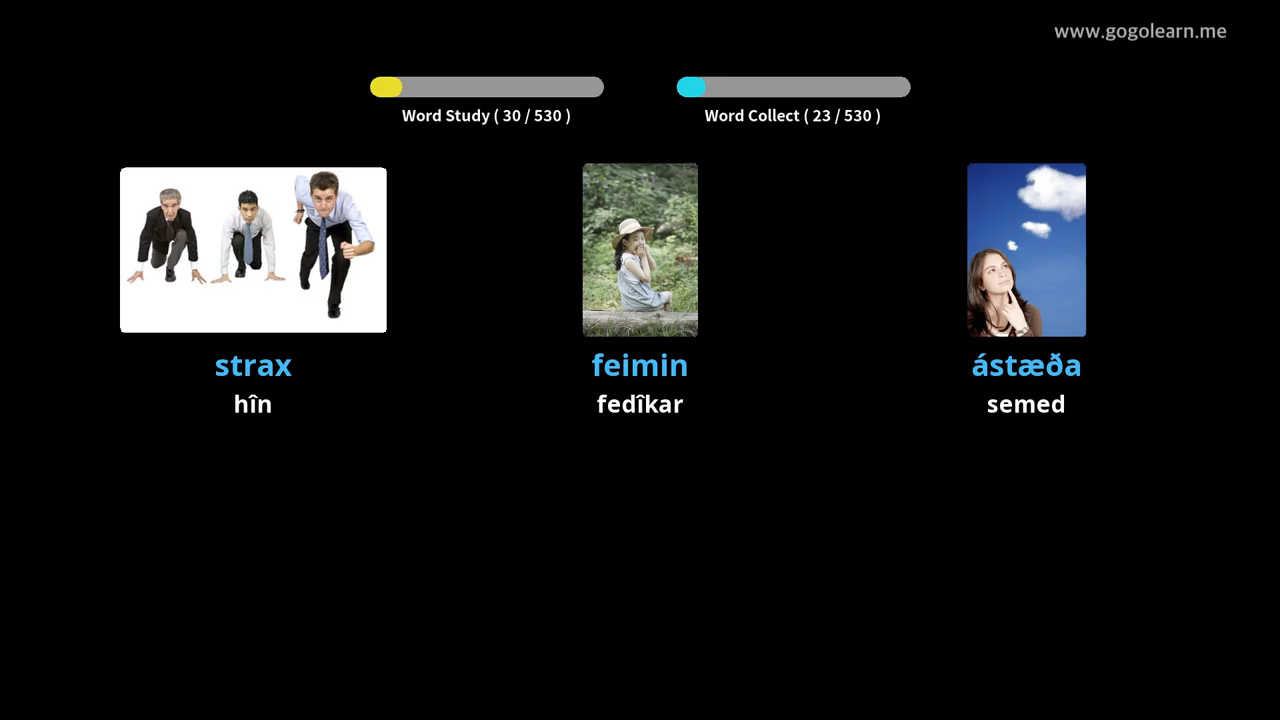 www.gogolearn.me
Word Study ( 30 / 530 )
Word Collect ( 23 / 530 )
strax
hîn
feimin
fedîkar
ástæða
semed